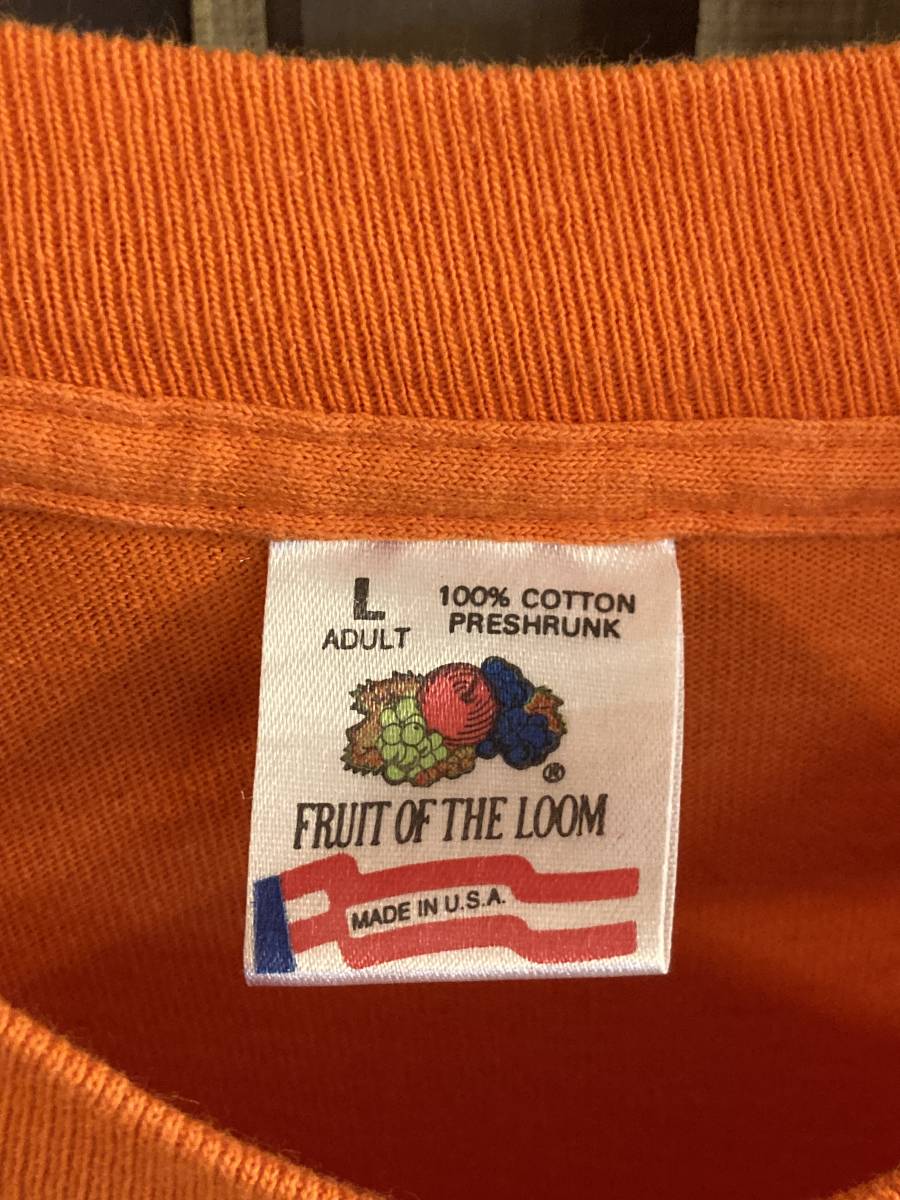 L
ADULT
100% COTTON
PRESHRUNK
®
FRUIT OF THE LOOM
MADE IN U.S.A.